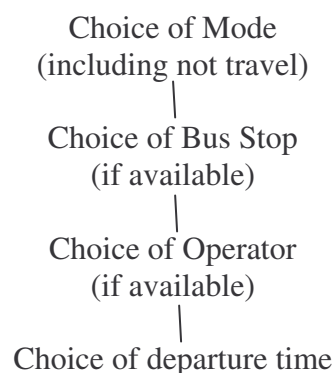 Choice of Mode
(including not travel)
Choice of Bus Stop
(if available)
Choice of Operator
(if available)
Choice of departure time